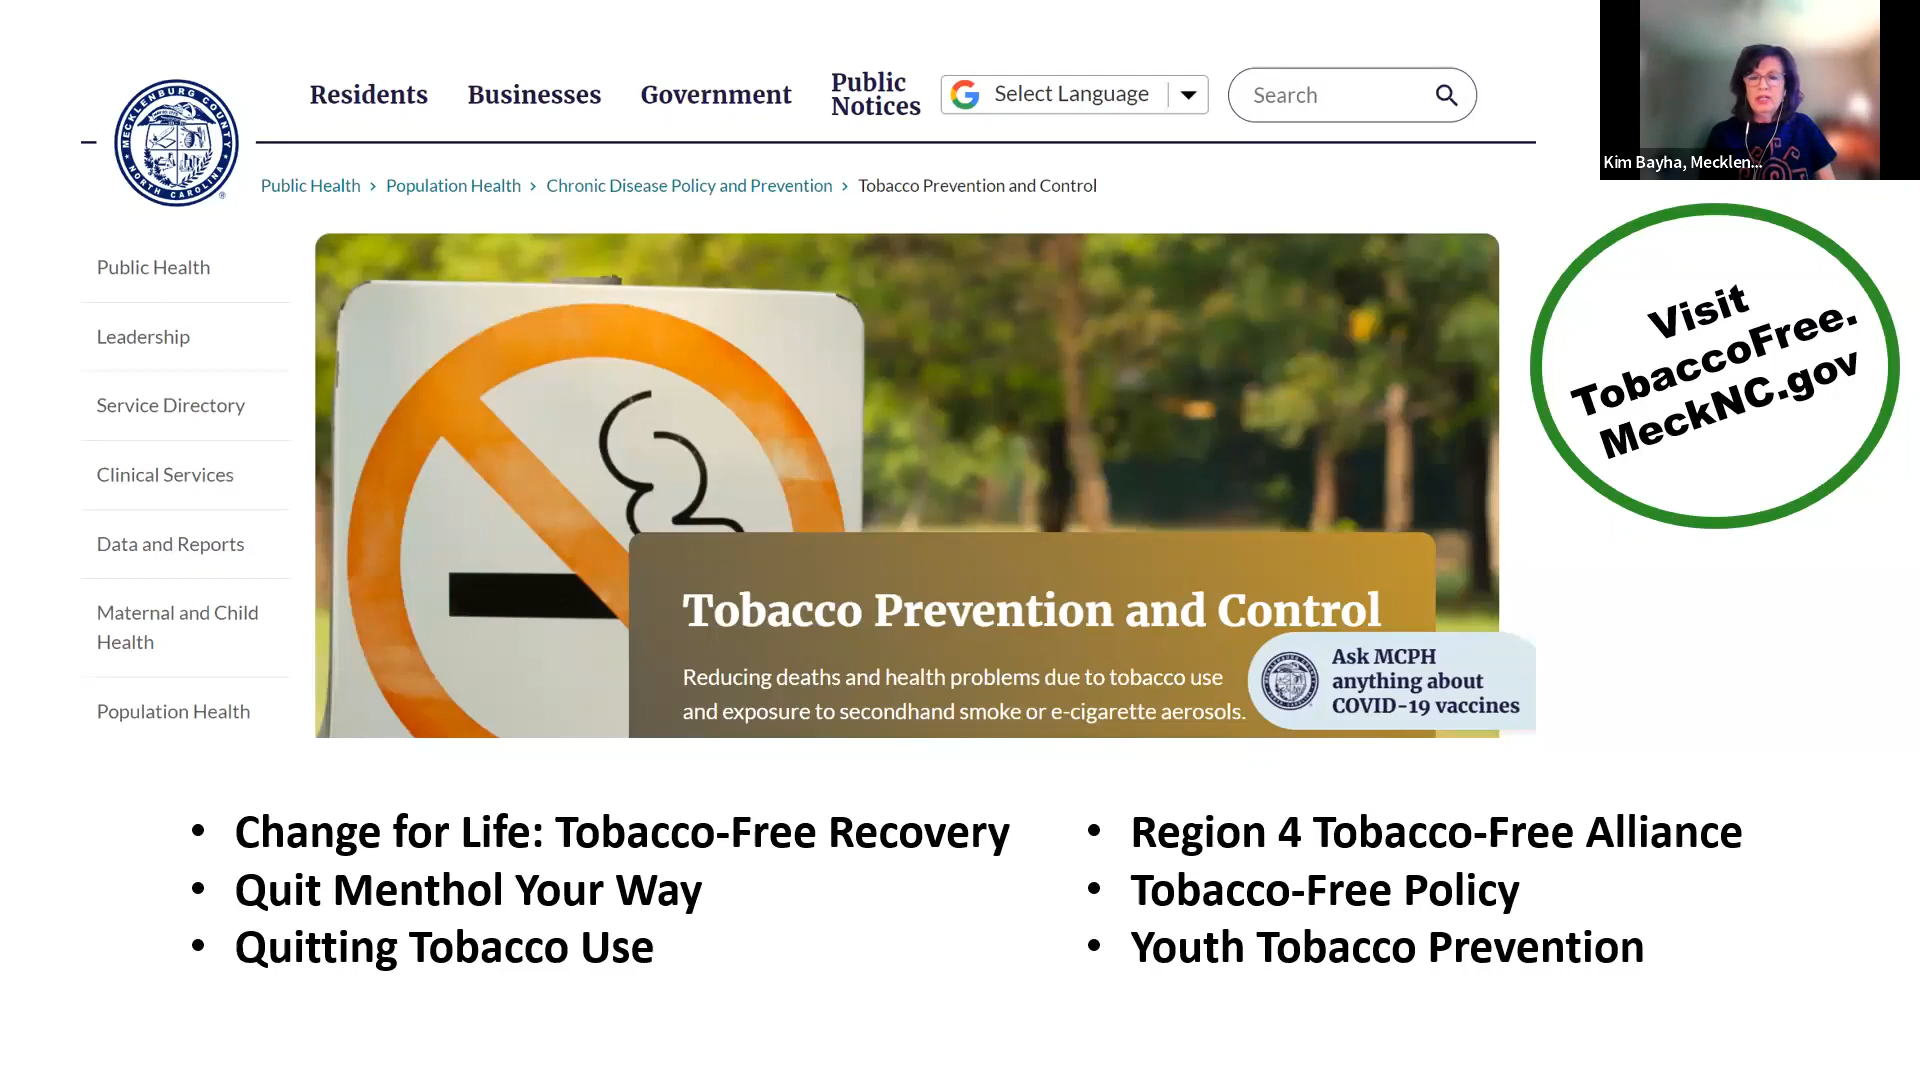 Residents
Businesses
Government
Public
Notices
Select Language
Search
MECKLENBURG COUNTY
NORTH CAROLINA
®
Public Health › Population Health › Chronic Disease Policy and Prevention › Tobacco Prevention and Control
Kim Bayha, Mecklen...
Public Health
Leadership
Service Directory
Clinical Services
Data and Reports
Maternal and Child
Health
Population Health
Visit
TobaccoFree.
MeckNC.gov
Tobacco Prevention and Control
Reducing deaths and health problems due to tobacco use
and exposure to secondhand smoke or e-cigarette aerosols.
Ask MCPH
anything about
COVID-19 vaccines
• Change for Life: Tobacco-Free Recovery
• Quit Menthol Your Way
• Quitting Tobacco Use
• Region 4 Tobacco-Free Alliance
• Tobacco-Free Policy
• Youth Tobacco Prevention